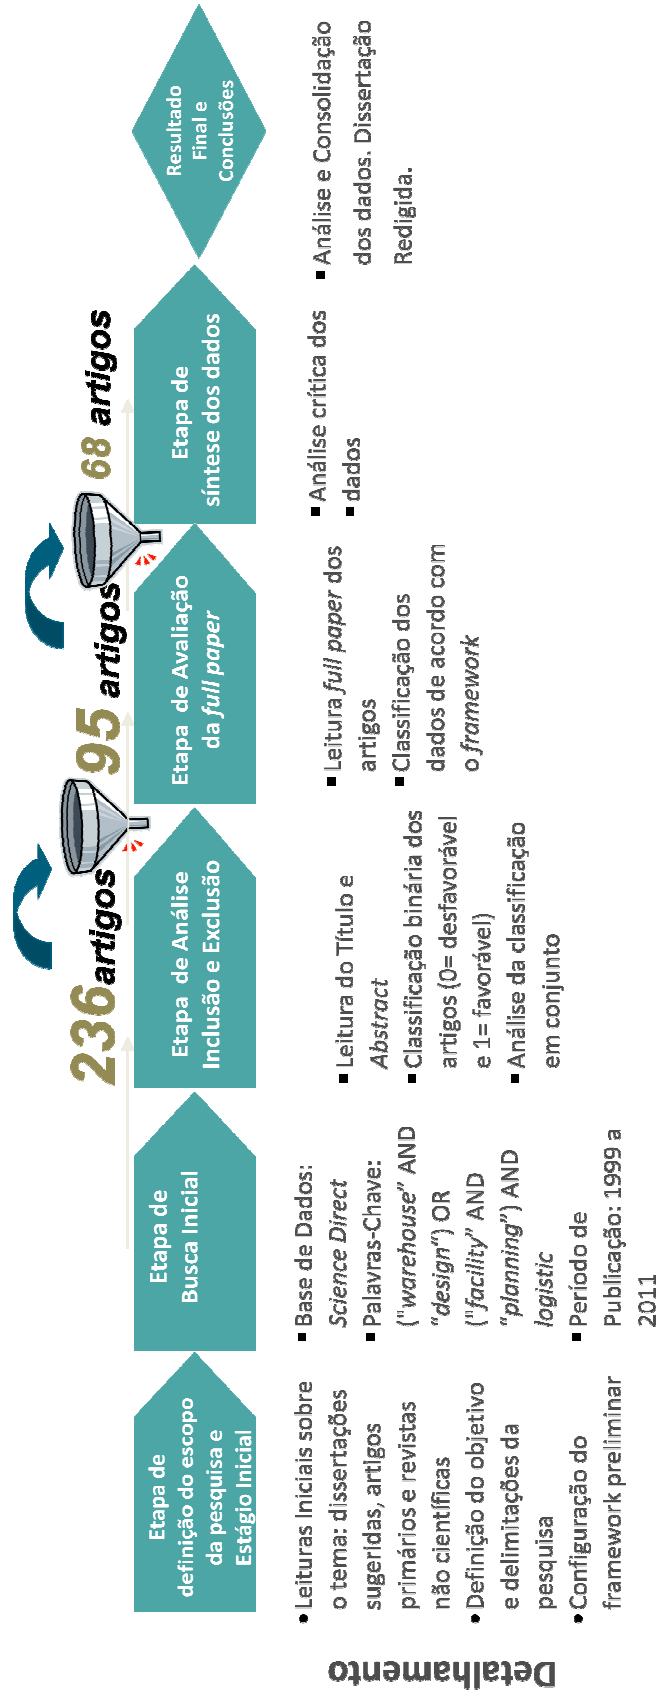 236 artigos
95 artigos
68 artigos
Etapa de
definição do escopo
da pesquisa e
Estágio Inicial
Etapa de
Busca Inicial
Etapa de Análise
Inclusão e Exclusão
Etapa de Avaliação
da full paper
Etapa de
síntese dos dados
Resultado
Final e
Conclusões
Detalhamento
• Leituras Iniciais sobre
o tema: dissertações
sugeridas, artigos
primários e revistas
não científicas
• Definição do objetivo
e delimitações da
pesquisa
• Configuração do
framework preliminar
▪ Base de Dados:
Science Direct
▪ Palavras-Chave:
("warehouse” AND
“design“) OR
("facility” AND
“planning”) AND
logistic
▪ Período de
Publicação: 1999 a
2011
▪ Leitura do Título e
Abstract
▪ Classificação binária dos
artigos (0= desfavorável
e 1= favorável)
▪ Análise da classificação
em conjunto
▪ Leitura full paper dos
artigos
▪ Classificação dos
dados de acordo com
o framework
▪ Análise crítica dos
▪ dados
▪ Análise e Consolidação
dos dados. Dissertação
Redigida.